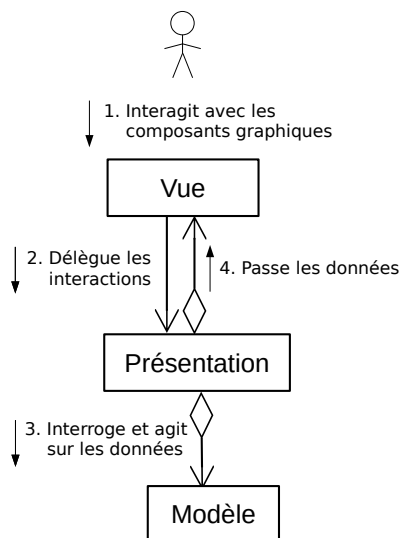 1. Interagit avec les
composants graphiques
Vue
2. Délègue les
interactions
4. Passe les données
Présentation
3. Interroge et agit
sur les données
Modèle